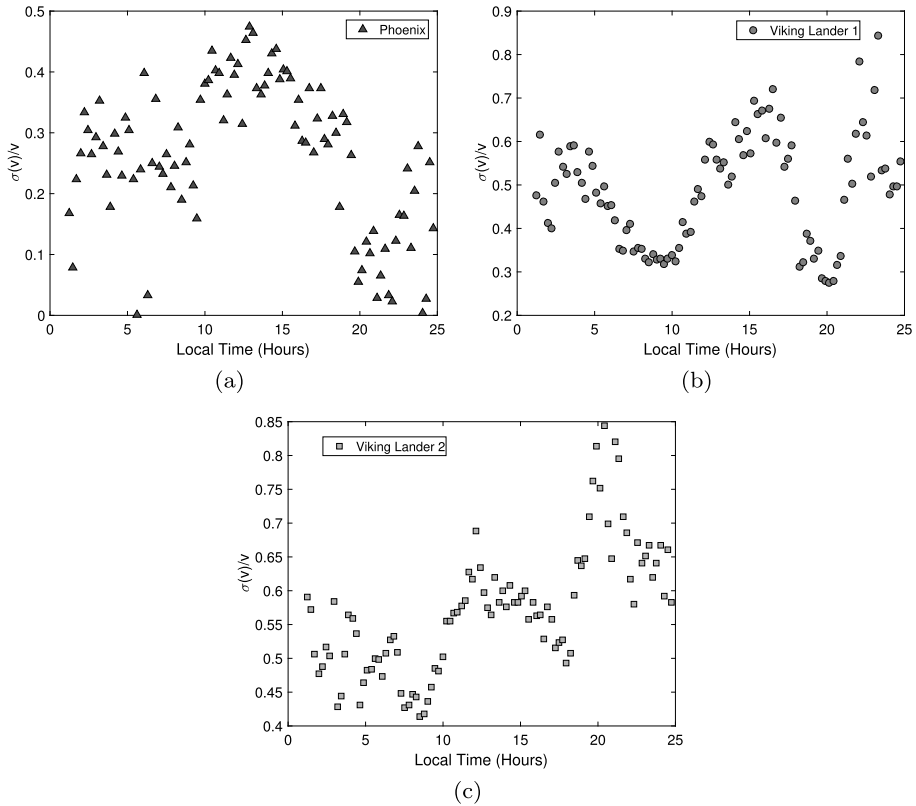 0.5
0.4
0.3
0.2
0.1
0
σ(v)/v
Phoenix
0 5 10 15 20 25
Local Time (Hours)
(a)
0.9
0.8
0.7
0.6
0.5
0.4
0.3
0.2
σ(v)/v
Viking Lander 1
0 5 10 15 20 25
Local Time (Hours)
(b)
0.85
0.8
0.75
0.7
0.65
0.6
0.55
0.5
0.45
0.4
σ(v)/v
Viking Lander 2
0 5 10 15 20 25
Local Time (Hours)
(c)